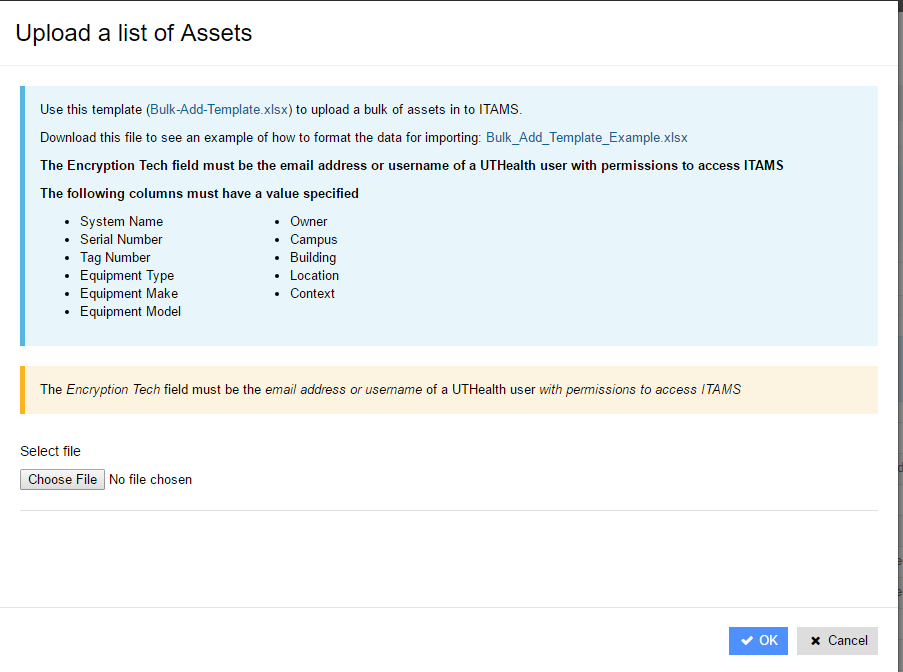 Upload a list of Assets
Use this template (Bulk-Add-Template.xlsx) to upload a bulk of assets in to ITAMS.
Download this file to see an example of how to format the data for importing: Bulk_Add_Template_Example.xlsx
The Encryption Tech field must be the email address or username of a UTHealth user with permissions to access ITAMS
The following columns must have a value specified
System Name
Serial Number
Tag Number
Equipment Type
Equipment Make
Equipment Model
Owner
Campus
Building
Location
Context
The Encryption Tech field must be the email address or username of a UTHealth user with permissions to access ITAMS
Select file
Choose File No file chosen
OK
Cancel